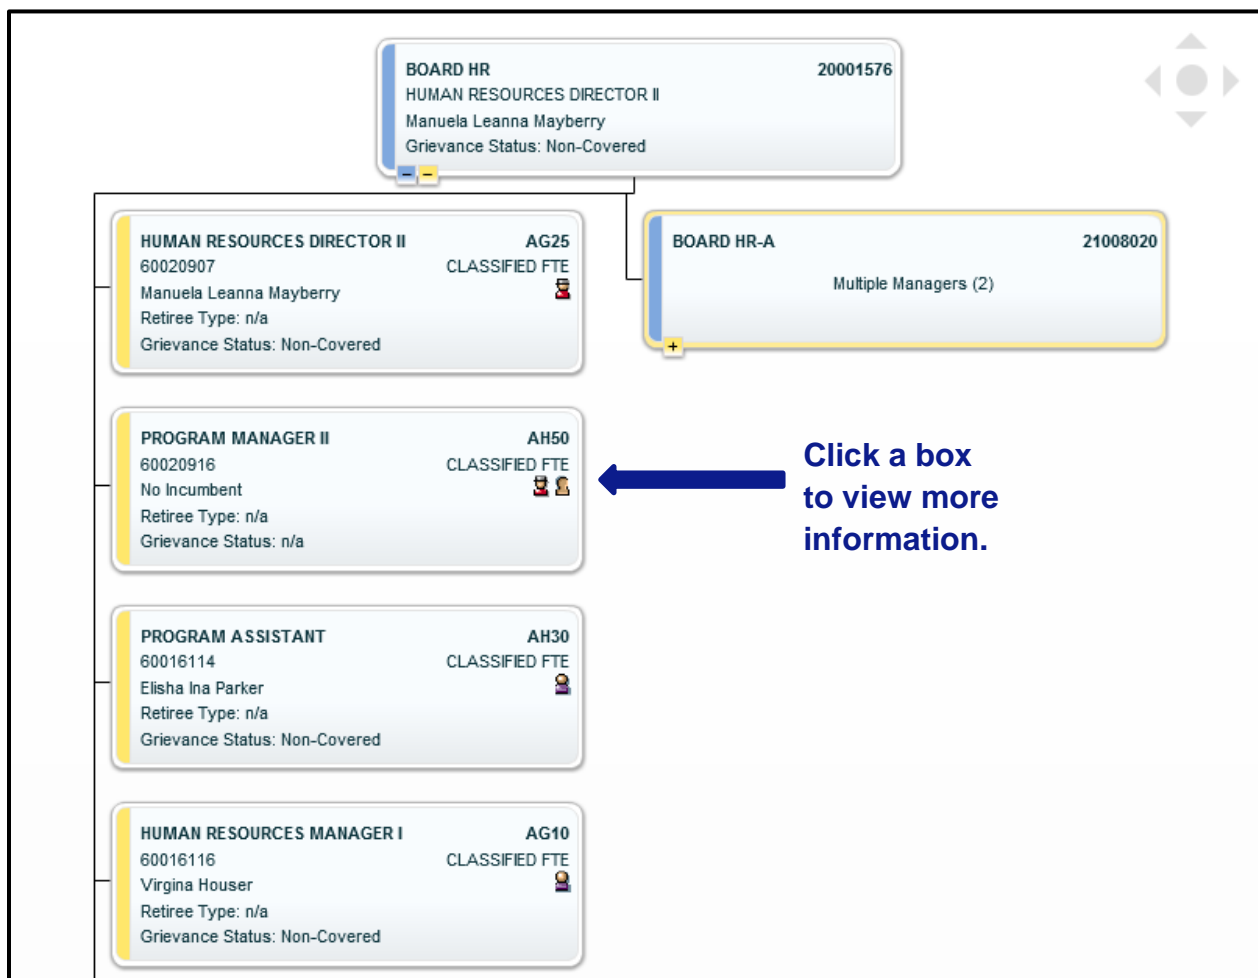 BOARD HR 20001576
HUMAN RESOURCES DIRECTOR II
Manuela Leanna Mayberry
Grievance Status: Non-Covered
HUMAN RESOURCES DIRECTOR II AG25
60020907 CLASSIFIED FTE
Manuela Leanna Mayberry
Retiree Type: n/a
Grievance Status: Non-Covered
BOARD HR-A 21008020
Multiple Managers (2)
PROGRAM MANAGER II AH50
60020916 CLASSIFIED FTE
No Incumbent
Retiree Type: n/a
Grievance Status: n/a
Click a box
to view more
information.
PROGRAM ASSISTANT AH30
60016114 CLASSIFIED FTE
Elisha Ina Parker
Retiree Type: n/a
Grievance Status: Non-Covered
HUMAN RESOURCES MANAGER I AG10
60016116 CLASSIFIED FTE
Virgina Houser
Retiree Type: n/a
Grievance Status: Non-Covered